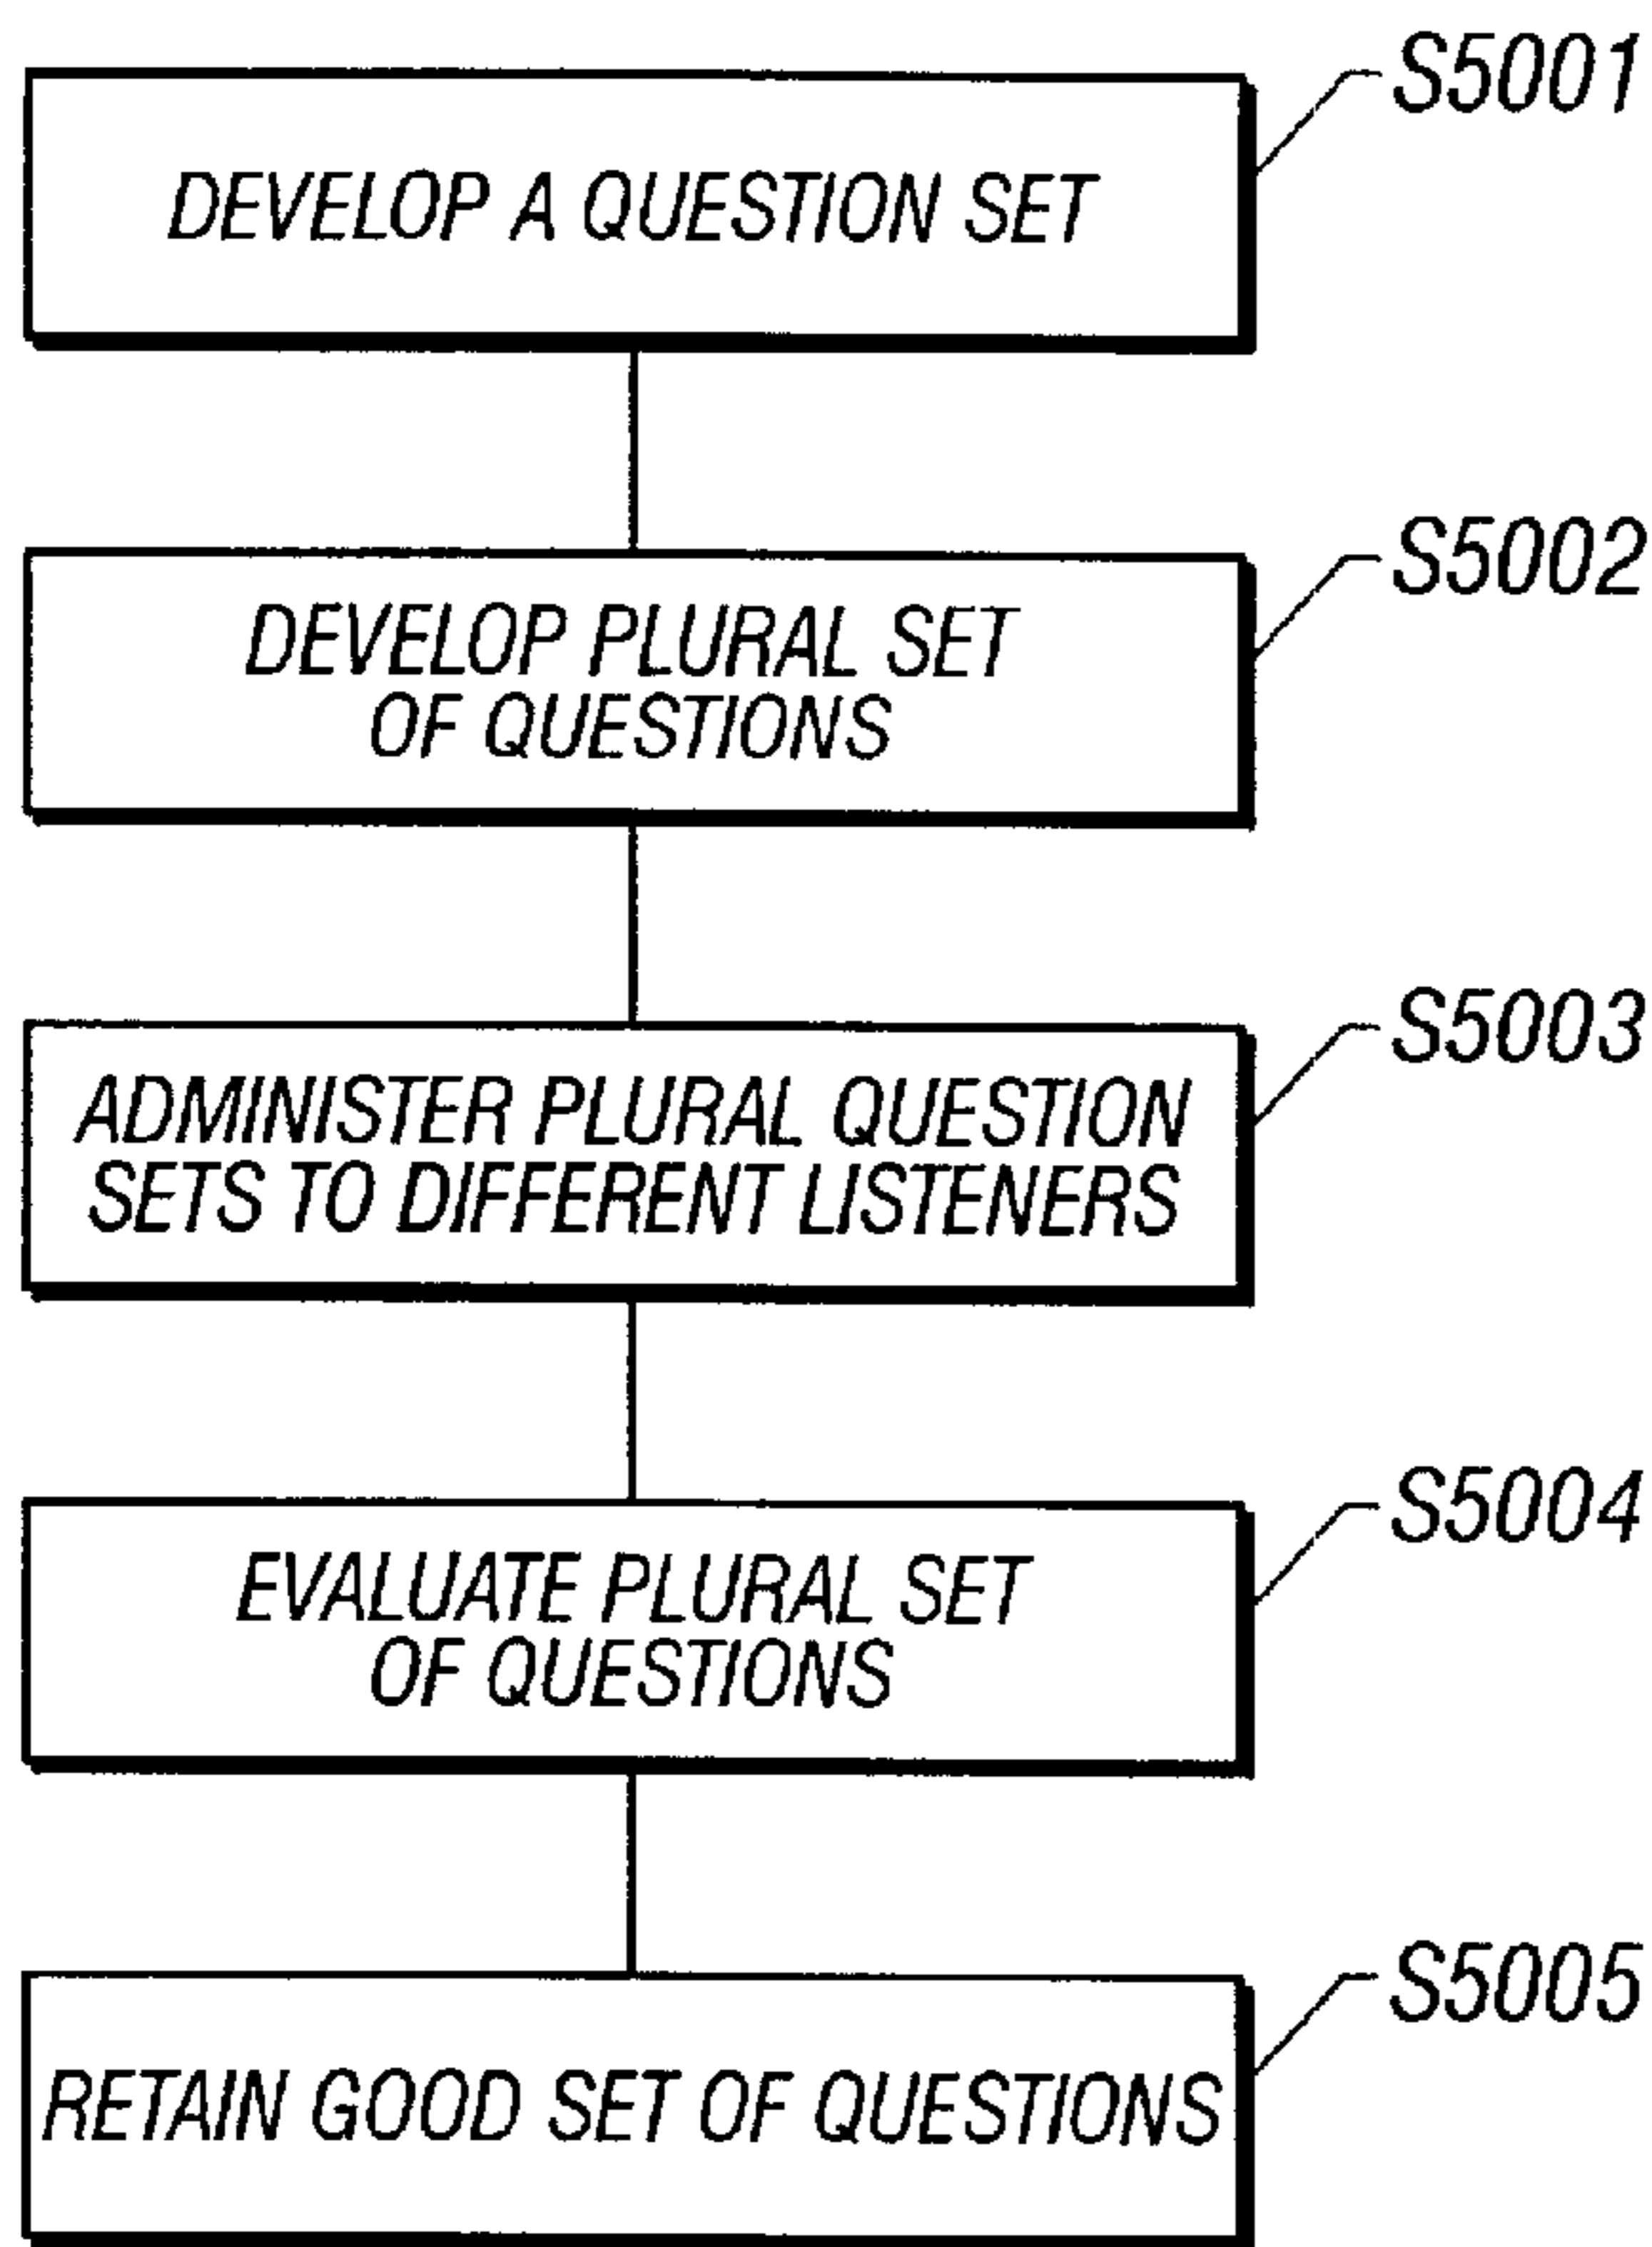 S5001
DEVELOP A QUESTION SET
S5002
DEVELOP PLURAL SET
OF QUESTIONS
S5003
ADMINISTER PLURAL QUESTION
SETS TO DIFFERENT LISTENERS
S5004
EVALUATE PLURAL SET
OF QUESTIONS
S5005
RETAIN GOOD SET OF QUESTIONS